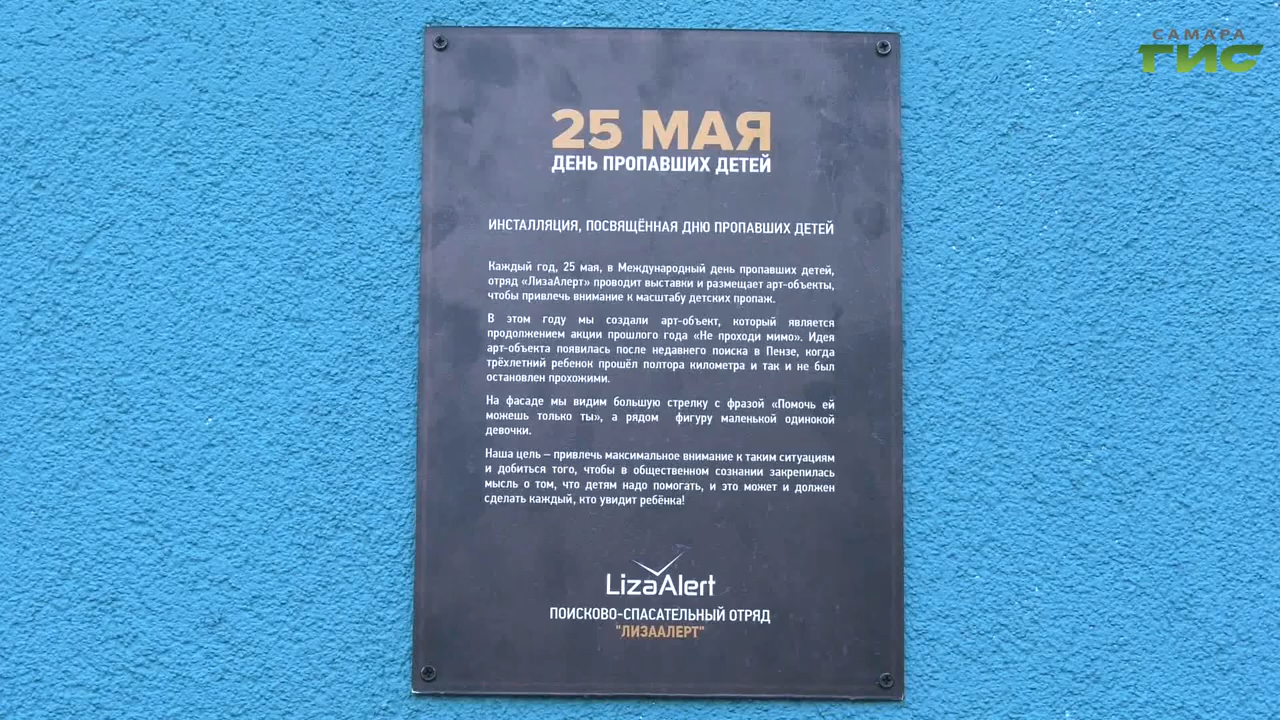 САМАРА
ГИС
25 МАЯ
ДЕНЬ ПРОПАВШИХ ДЕТЕЙ
ИНСТАЛЛЯЦИЯ, ПОСВЯЩЁННАЯ ДНЮ ПРОПАВШИХ ДЕТЕЙ
Каждый год, 25 мая, в Международный день пропавших детей,
отряд «ЛизаАлерт» проводит выставки и размещает арт-объекты,
чтобы привлечь внимание к масштабу детских пропаж.
В этом году мы создали арт-объект, который является
продолжением акции прошлого года «Не проходи мимо». Идея
арт-объекта появилась после недавнего поиска в Пензе, когда
трёхлетний ребенок прошёл полтора километра и так и не был
остановлен прохожими.
На фасаде мы видим большую стрелку с фразой «Помочь ей
можешь только ты», а рядом фигуру маленькой одинокой
девочки.
Наша цель – привлечь максимальное внимание к таким ситуациям
и добиться того, чтобы в общественном сознании закрепилась
мысль о том, что детям надо помогать, и это может и должен
сделать каждый, кто увидит ребёнка!
LizaAlert
ПОИСКОВО-СПАСАТЕЛЬНЫЙ ОТРЯД
"ЛИЗААЛЕРТ"